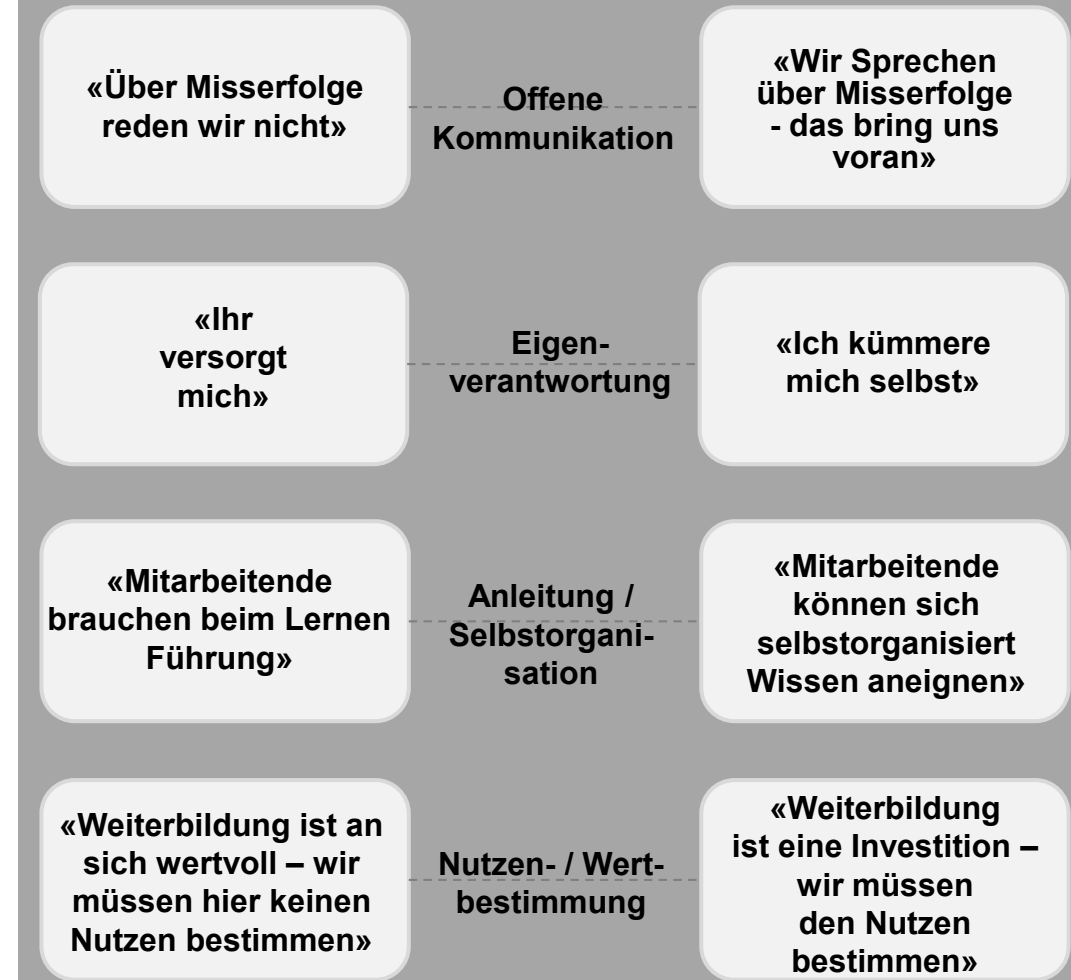 «Über Misserfolge
reden wir nicht»
Offene
Kommunikation
«Wir Sprechen
über Misserfolge
- das bring uns
voran»
«Ihr
versorgt
mich»
Eigen-
verantwortung
«Ich kümmere
mich selbst»
«Mitarbeitende
brauchen beim Lernen
Führung»
Anleitung /
Selbstorgani-
sation
«Mitarbeitende
können sich
selbstorganisiert
Wissen aneignen»
«Weiterbildung ist an
sich wertvoll – wir
müssen hier keinen
Nutzen bestimmen»
Nutzen- / Wert-
bestimmung
«Weiterbildung
ist eine Investition –
wir müssen
den Nutzen
bestimmen»